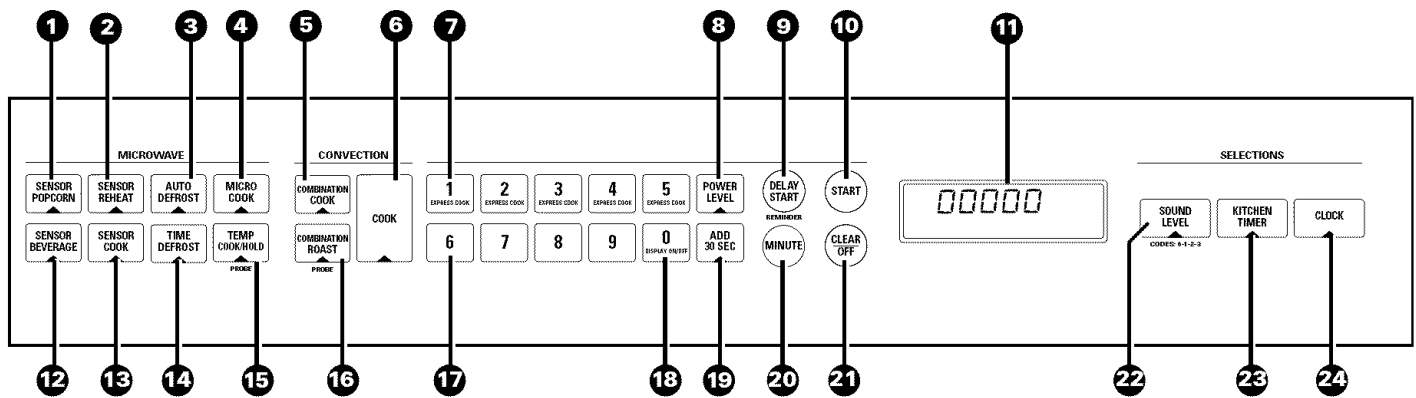 1 2 3 4 5 6 7 8 9 10 11
MICROWAVE CONVECTION SELECTIONS
SENSOR POPCORN
SENSOR REHEAT
AUTO DEFROST
MICRO COOK
COMBINATION COOK
COOK
1 EXPRESS COOK
2 EXPRESS COOK
3 EXPRESS COOK
4 EXPRESS COOK
5 EXPRESS COOK
POWER LEVEL
DELAY START
REMINDER
START
00000
SOUND LEVEL
CODES: 0-1-2-3
KITCHEN TIMER
CLOCK
SENSOR BEVERAGE
SENSOR COOK
TIME DEFROST
TEMP COOK/HOLD
PROBE
COMBINATION ROAST
PROBE
6
7
8
9
0 DISPLAY ON/OFF
ADD 30 SEC
MINUTE
CLEAR OFF
12 13 14 15 16 17 18 19 20 21 22 23 24